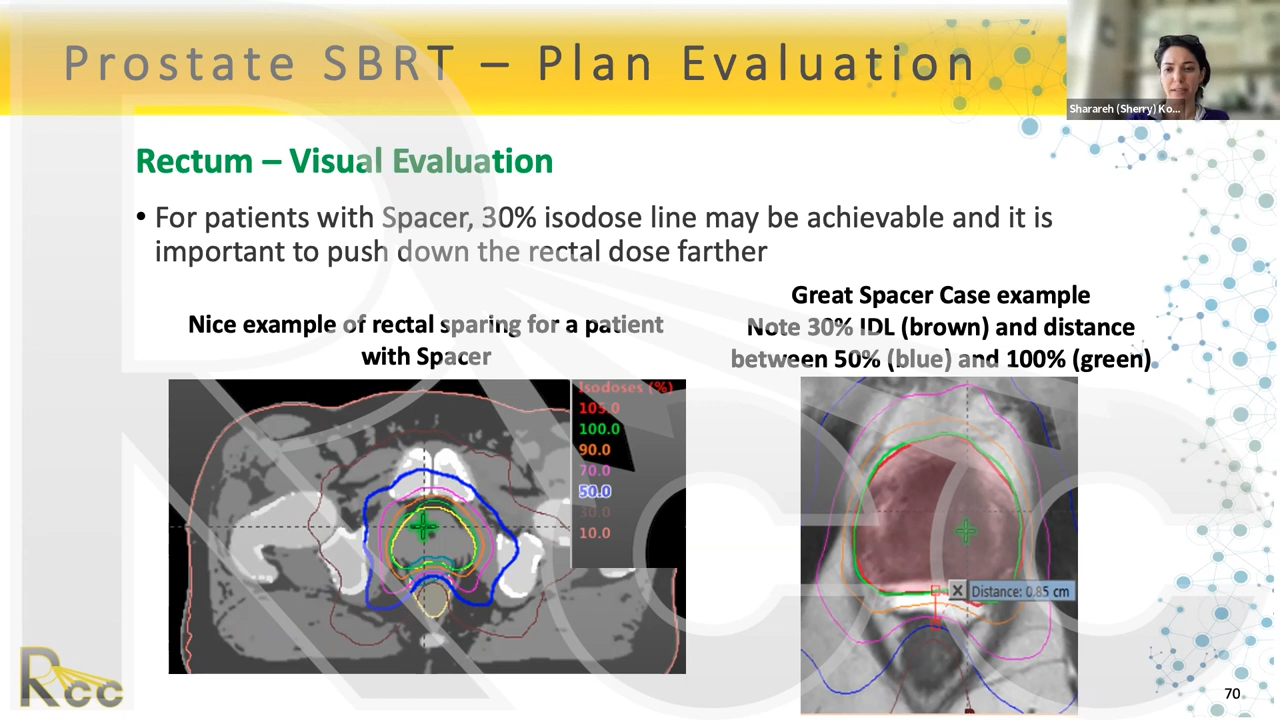 Prostate SBRT – Plan Evaluation
Sharareh (Sherry) Ko...
Rectum – Visual Evaluation
• For patients with Spacer, 30% isodose line may be achievable and it is
important to push down the rectal dose farther
Nice example of rectal sparing for a patient
with Spacer
Great Spacer Case example
Note 30% IDL (brown) and distance
between 50% (blue) and 100% (green)
Isodoses (%)
105.0
100.0
90.0
70.0
50.0
30.0
10.0
X Distance: 0.85 cm
Rcc
70